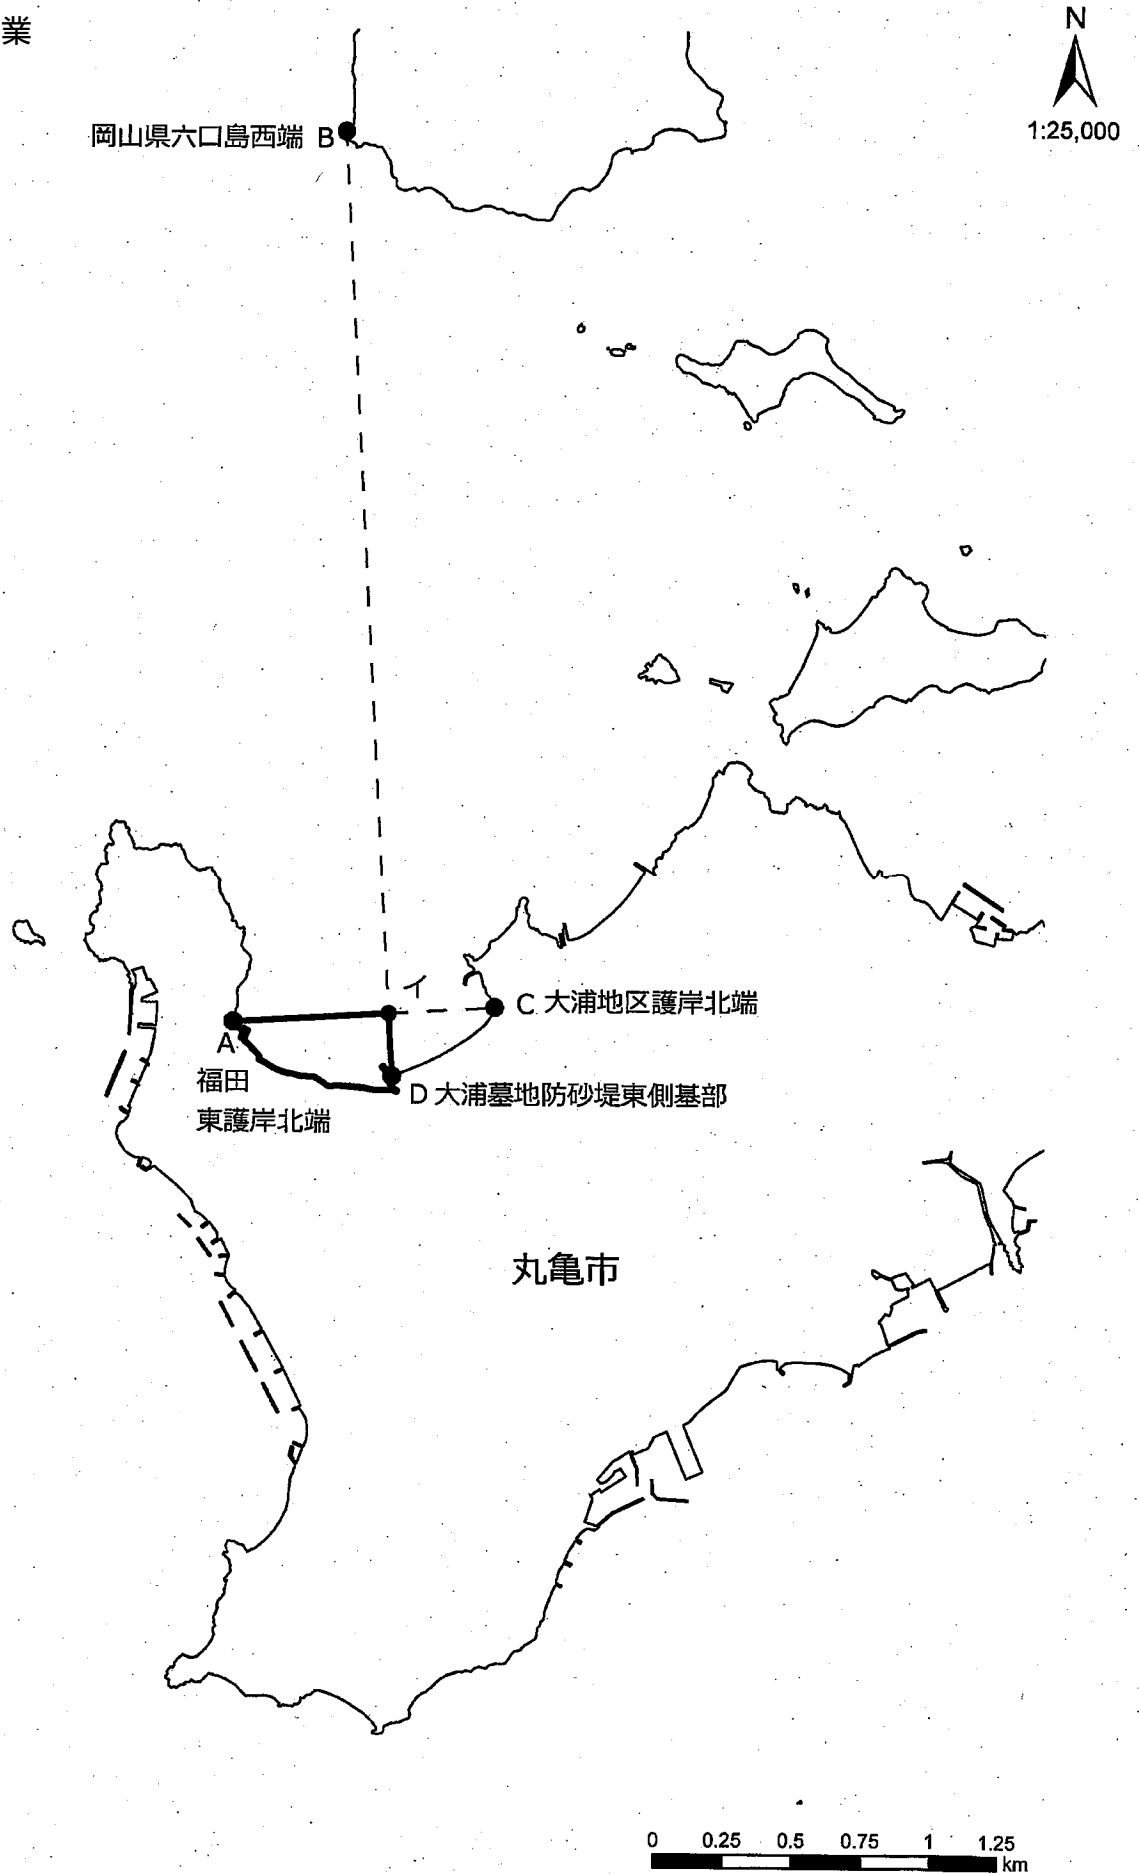 業
N
1:25,000
岡山県六口島西端 B
イ
C 大浦地区護岸北端
A
福田
東護岸北端
D 大浦墓地防砂堤東側基部
丸亀市
0 0.25 0.5 0.75 1 1.25
km